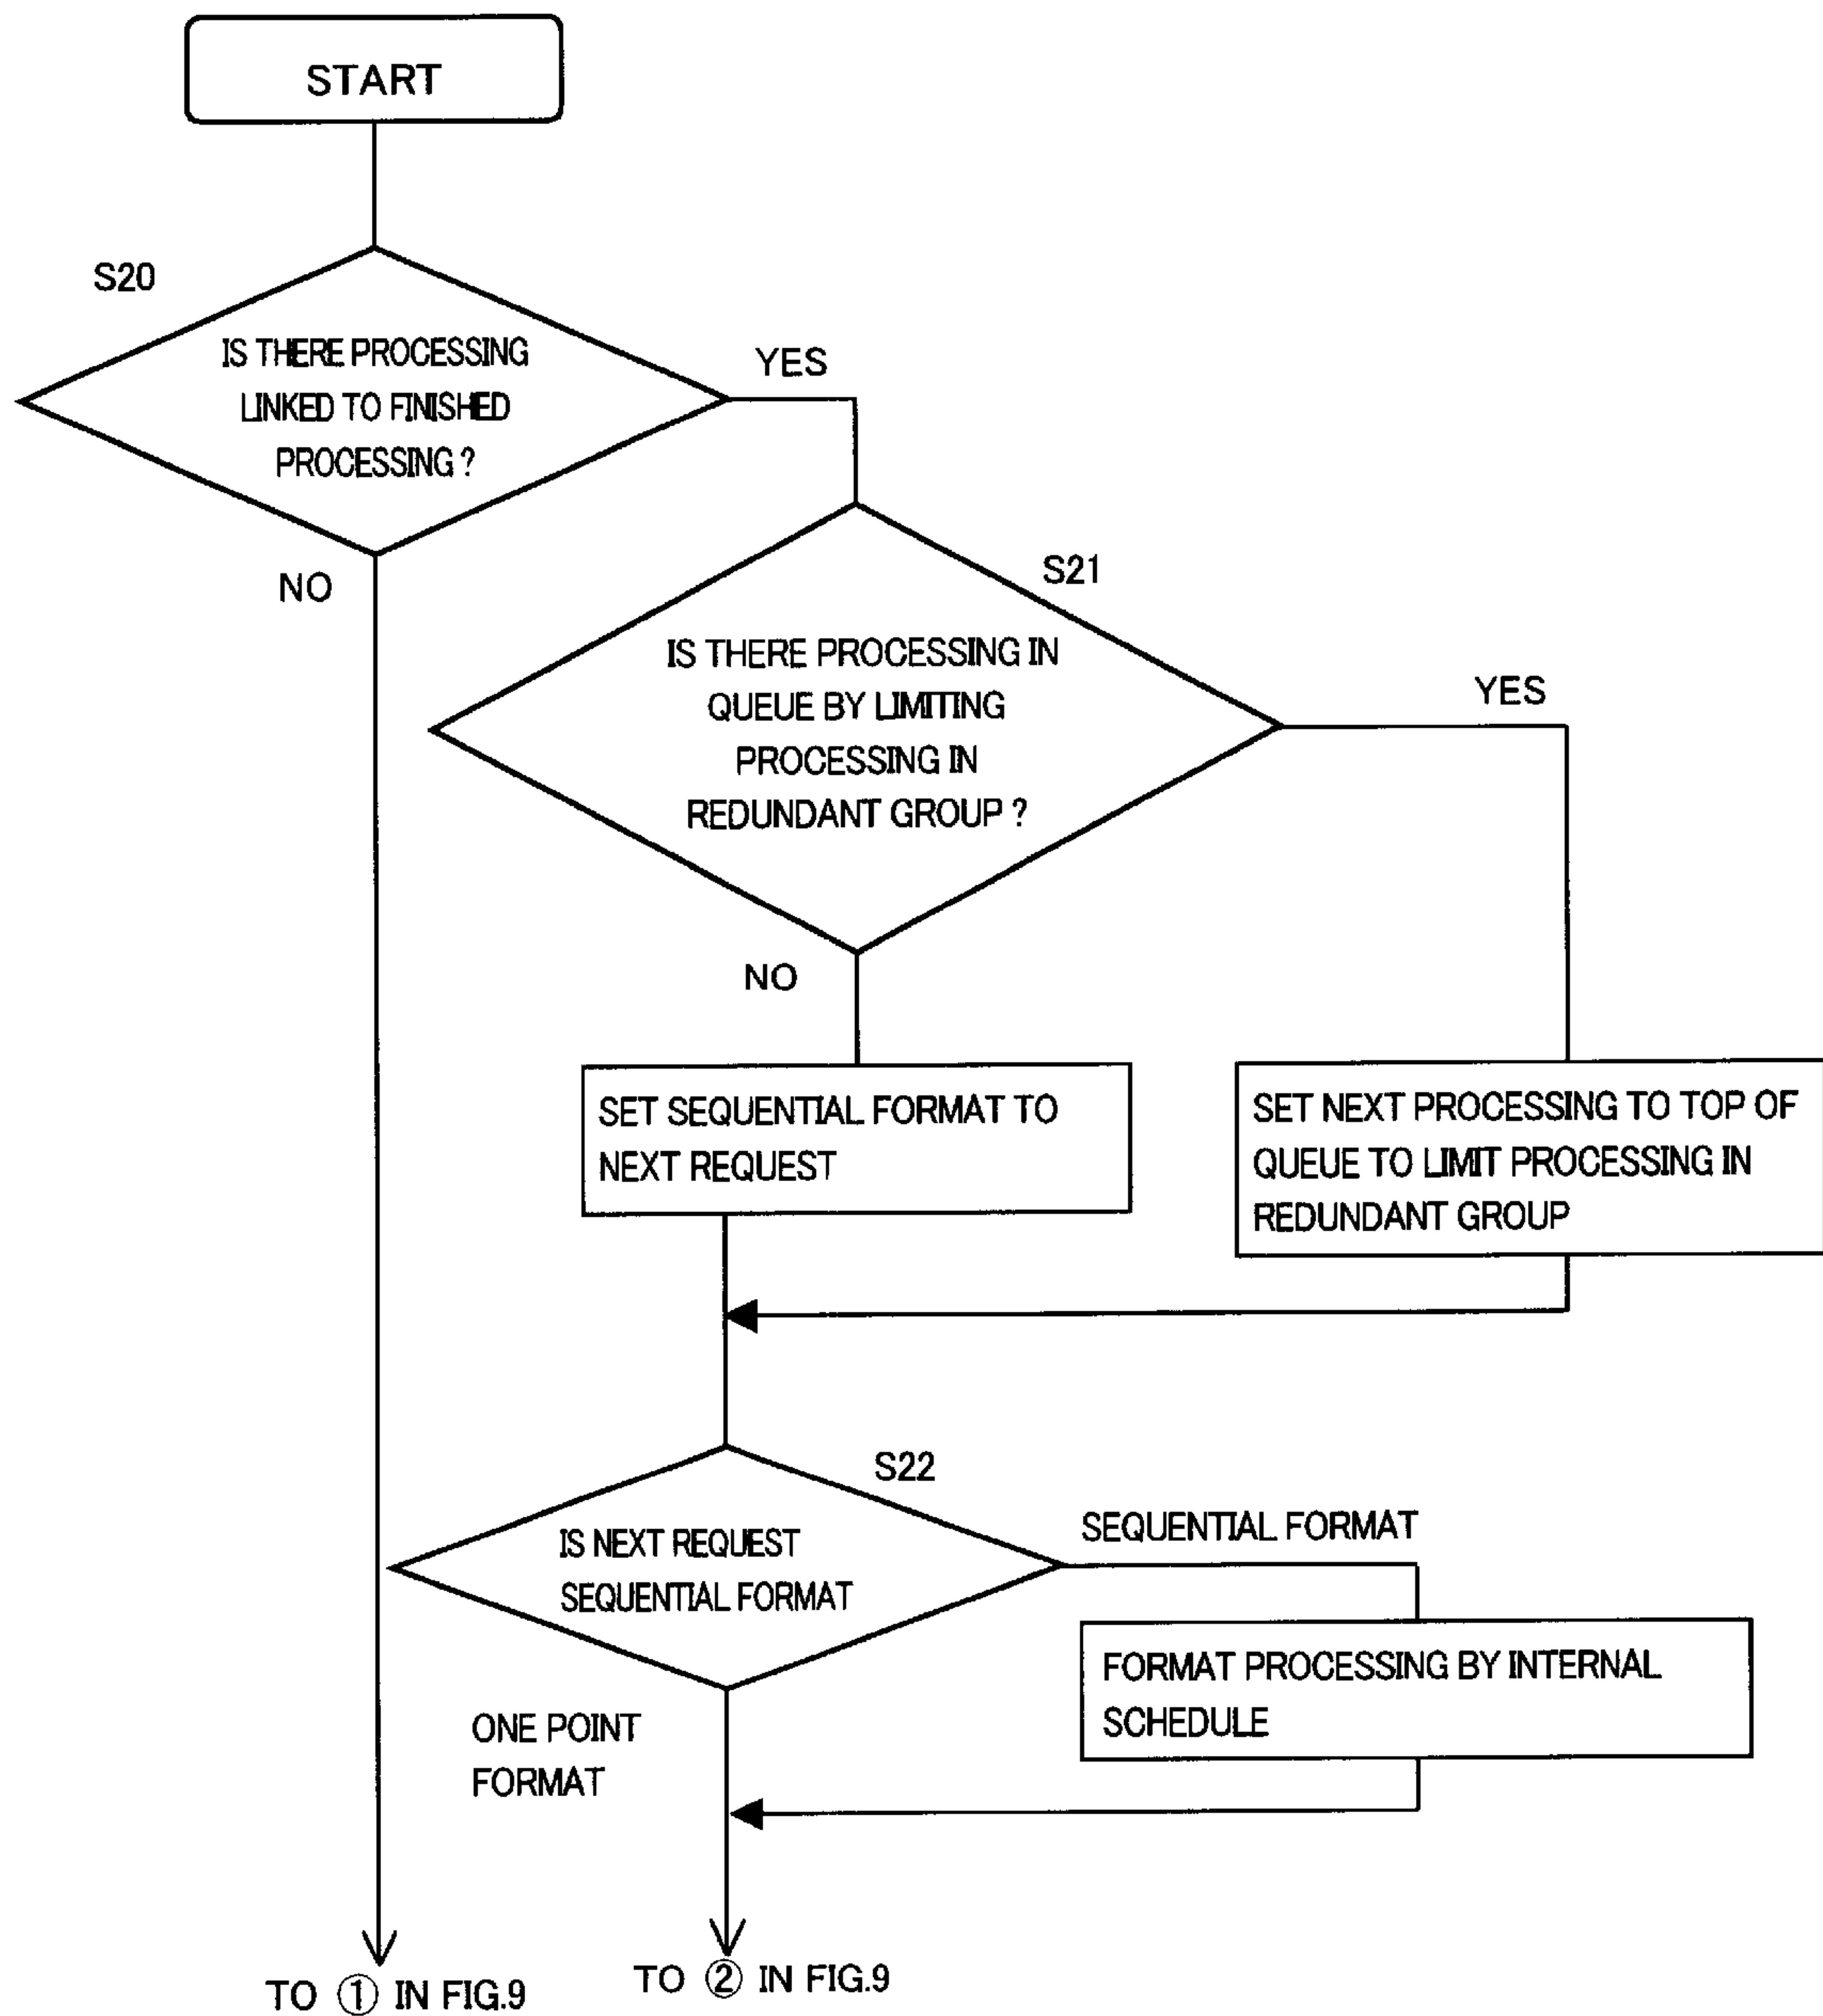 START
S20
IS THERE PROCESSING
LINKED TO FINISHED
PROCESSING ?
YES
NO
S21
IS THERE PROCESSING IN
QUEUE BY LIMITING
PROCESSING IN
REDUNDANT GROUP ?
YES
NO
SET SEQUENTIAL FORMAT TO
NEXT REQUEST
SET NEXT PROCESSING TO TOP OF
QUEUE TO LIMIT PROCESSING IN
REDUNDANT GROUP
S22
IS NEXT REQUEST
SEQUENTIAL FORMAT
SEQUENTIAL FORMAT
FORMAT PROCESSING BY INTERNAL
SCHEDULE
ONE POINT
FORMAT
TO ① IN FIG.9
TO ② IN FIG.9